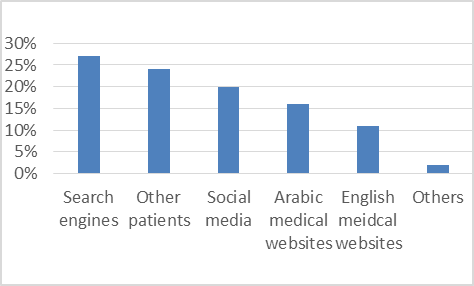 30%
25%
20%
15%
10%
5%
0%
Search Other Social Arabic English Others
engines patients media medical meidcal
websites websites